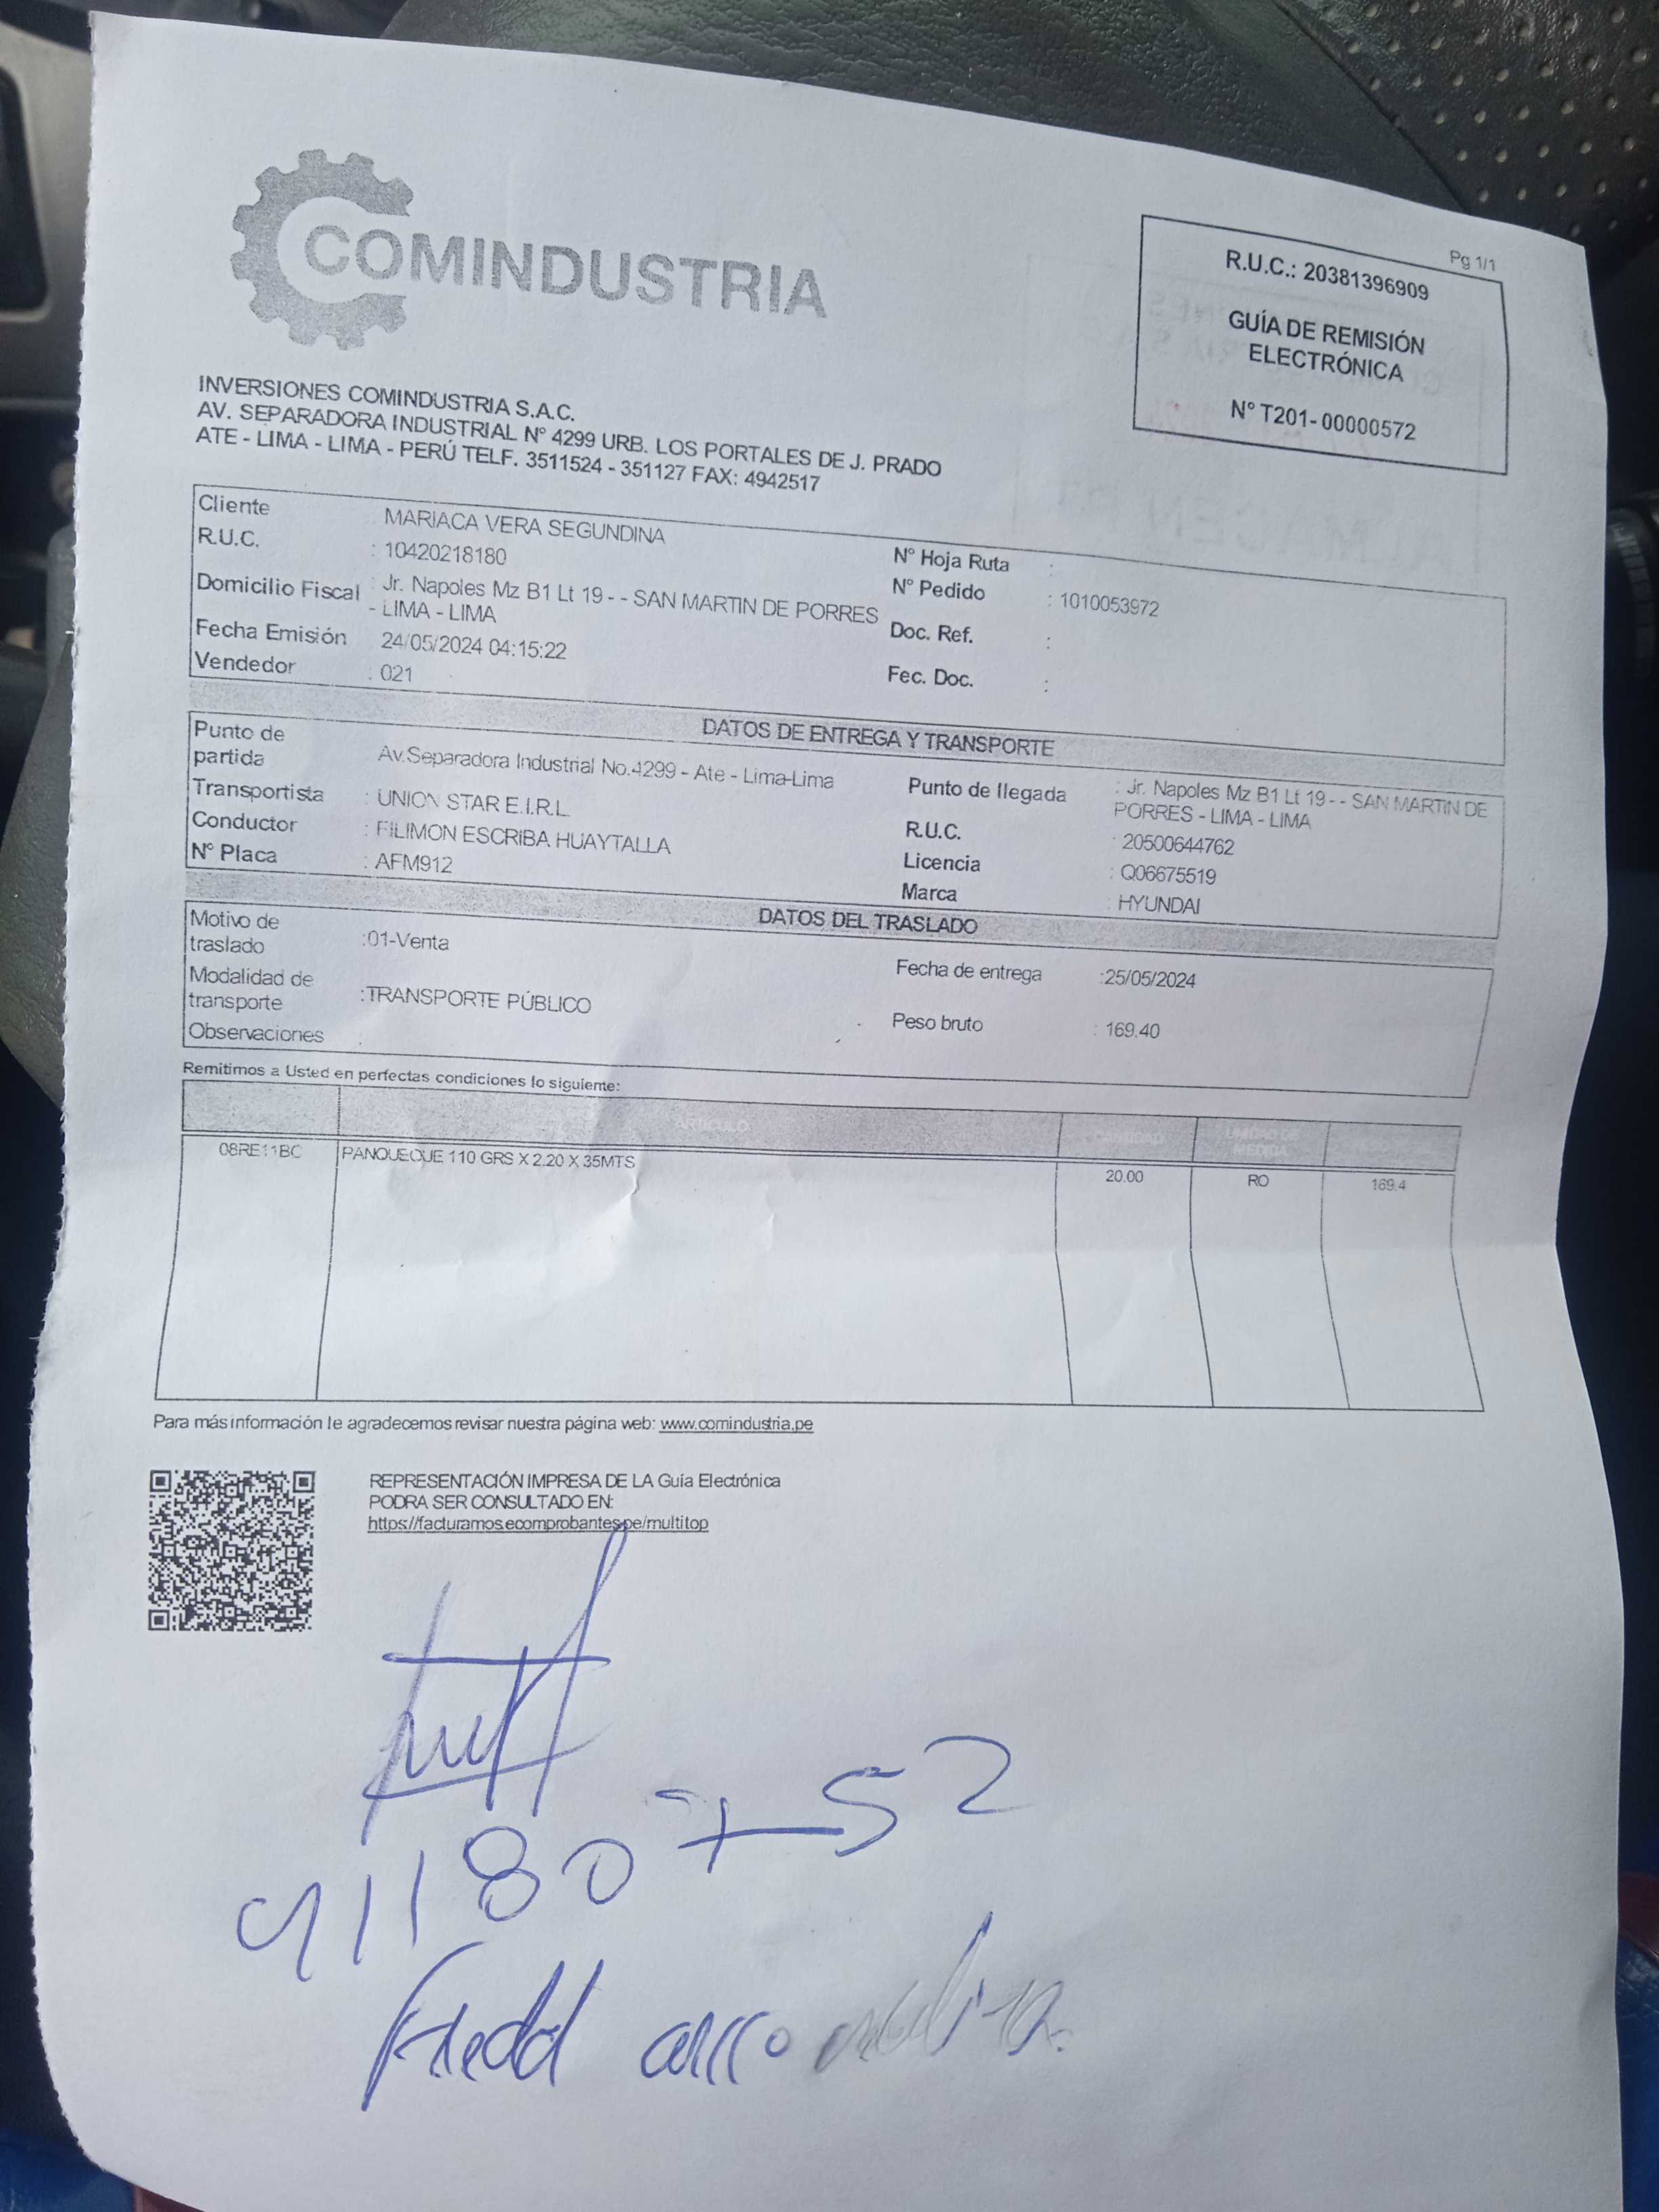 COMINDUSTRIA
Pg 1/1
R.U.C.: 20381396909
GUÍA DE REMISIÓN
ELECTRÓNICA
N° T201- 00000572
INVERSIONES COMINDUSTRIA S.A.C.
AV. SEPARADORA INDUSTRIAL N° 4299 URB. LOS PORTALES DE J. PRADO
ATE - LIMA - LIMA - PERÚ TELF. 3511524 - 351127 FAX: 4942517
Cliente MARIACA VERA SEGUNDINA
R.U.C. : 10420218180
Domicilio Fiscal : Jr. Napoles Mz B1 Lt 19 - - SAN MARTIN DE PORRES
- LIMA - LIMA
Fecha Emisión 24/05/2024 04:15:22
Vendedor : 021
N° Hoja Ruta :
N° Pedido : 1010053972
Doc. Ref. :
Fec. Doc. :
DATOS DE ENTREGA Y TRANSPORTE
Punto de
partida Av.Separadora Industrial No.4299 - Ate - Lima-Lima
Transportista : UNION STAR E.I.R.L.
Conductor : FILIMON ESCRIBA HUAYTALLA
N° Placa : AFM912
Punto de llegada : Jr. Napoles Mz B1 Lt 19 - - SAN MARTIN DE
PORRES - LIMA - LIMA
R.U.C. : 20500644762
Licencia : Q06675519
Marca : HYUNDAI
DATOS DEL TRASLADO
Motivo de
traslado :01-Venta
Modalidad de
transporte :TRANSPORTE PÚBLICO
Observaciones :
Fecha de entrega :25/05/2024
Peso bruto : 169.40
Remitimos a Usted en perfectas condiciones lo siguiente:
ARTICULO CANTIDAD UNIDAD DE
MEDIDA
08RE11BC PANQUEQUE 110 GRS X 2.20 X 35MTS 20.00 RO 169.4
Para más información le agradecemos revisar nuestra página web: www.comindustria.pe
REPRESENTACIÓN IMPRESA DE LA Guía Electrónica
PODRA SER CONSULTADO EN:
https://facturamos.ecomprobantes.pe/multitop
41180752